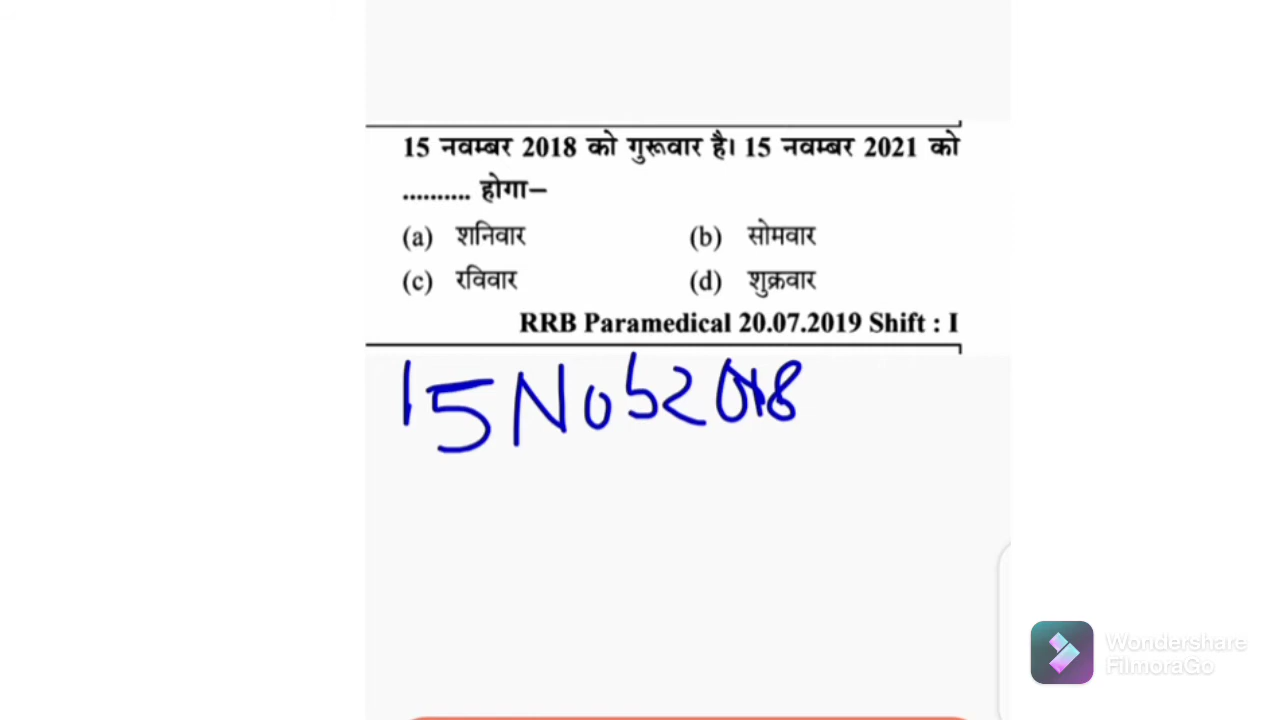 15 नवम्बर 2018 को गुरूवार है। 15 नवम्बर 2021 को
.......... होगा–
(a) शनिवार (b) सोमवार
(c) रविवार (d) शुक्रवार
RRB Paramedical 20.07.2019 Shift : I
15 Nob 2018
Wondershare
FilmoraGo